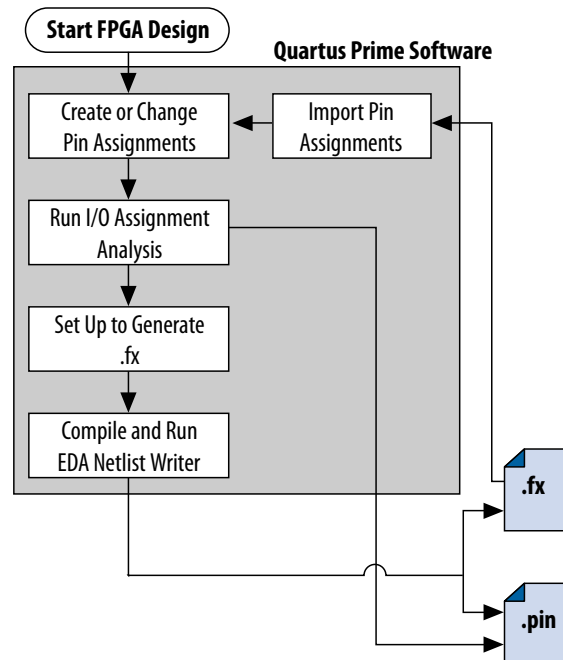 Start FPGA Design
Quartus Prime Software
Create or Change
Pin Assignments
Import Pin
Assignments
Run I/O Assignment
Analysis
Set Up to Generate
.fx
Compile and Run
EDA Netlist Writer
.fx
.pin